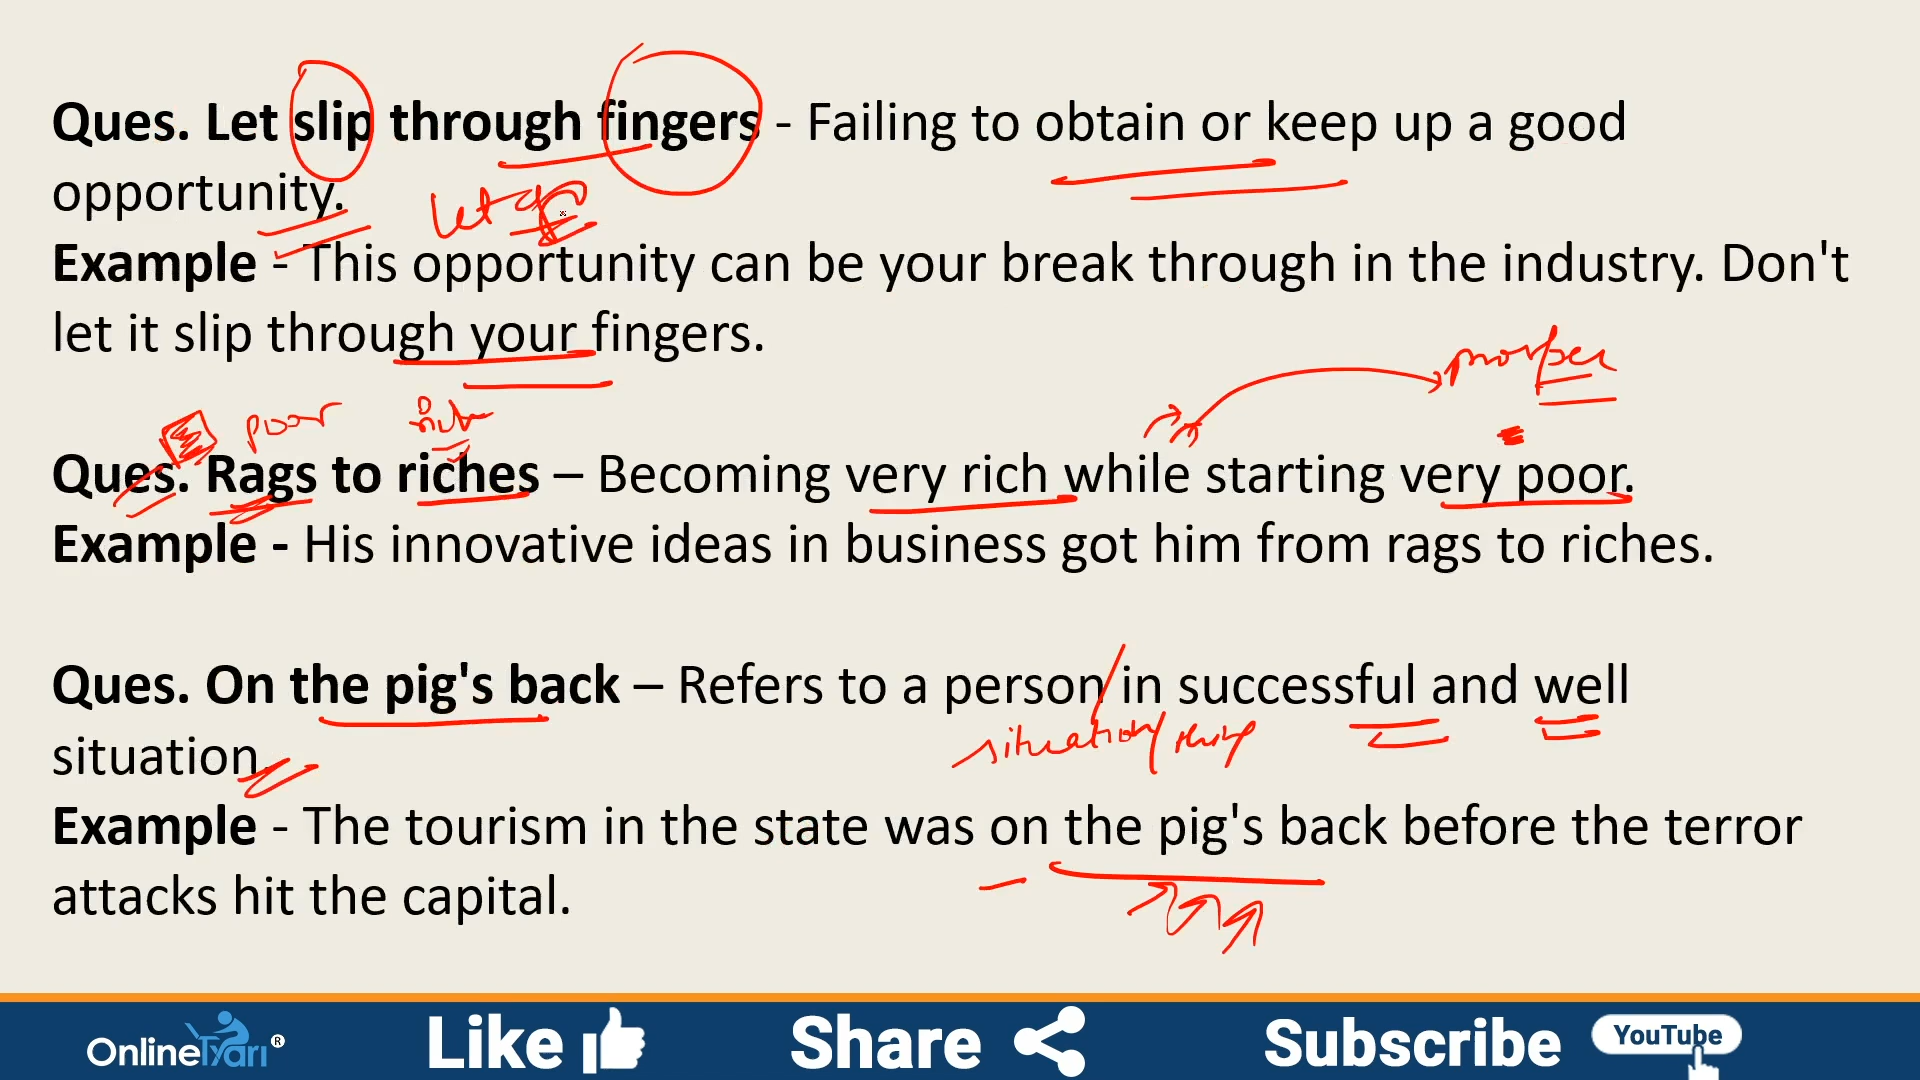 Ques. Let slip through fingers - Failing to obtain or keep up a good
opportunity.
let go
Example - This opportunity can be your break through in the industry. Don't
let it slip through your fingers.
prosper
poor rich
Ques. Rags to riches – Becoming very rich while starting very poor.
Example - His innovative ideas in business got him from rags to riches.
Ques. On the pig's back – Refers to a person/in successful and well
situation.
situation/thing
Example - The tourism in the state was on the pig's back before the terror
attacks hit the capital.
OnlineTyari ® Like Share Subscribe YouTube